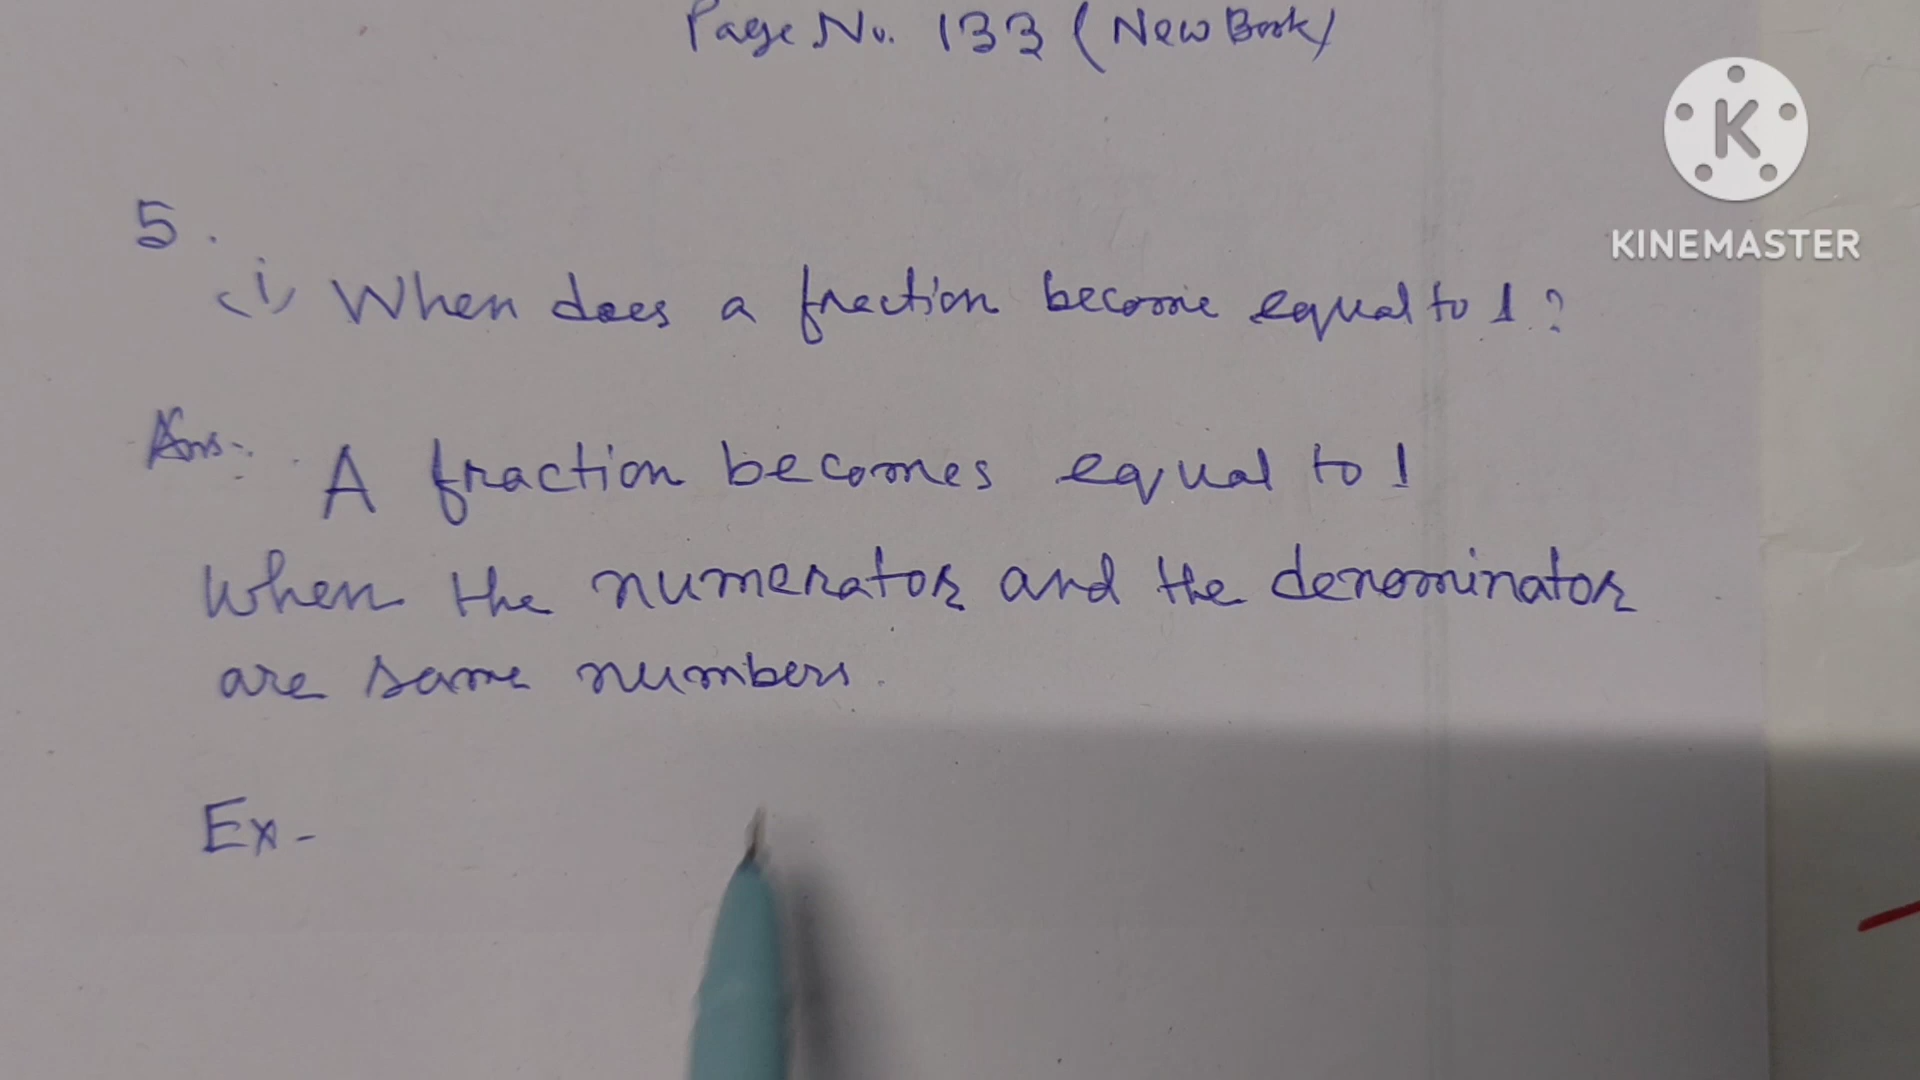 Page No. 133 (New Book)
KINEMASTER
5.
(i) When does a fraction become equal to 1?
Ans:. A fraction becomes equal to 1
when the numerator and the denominator
are same numbers.
Ex-